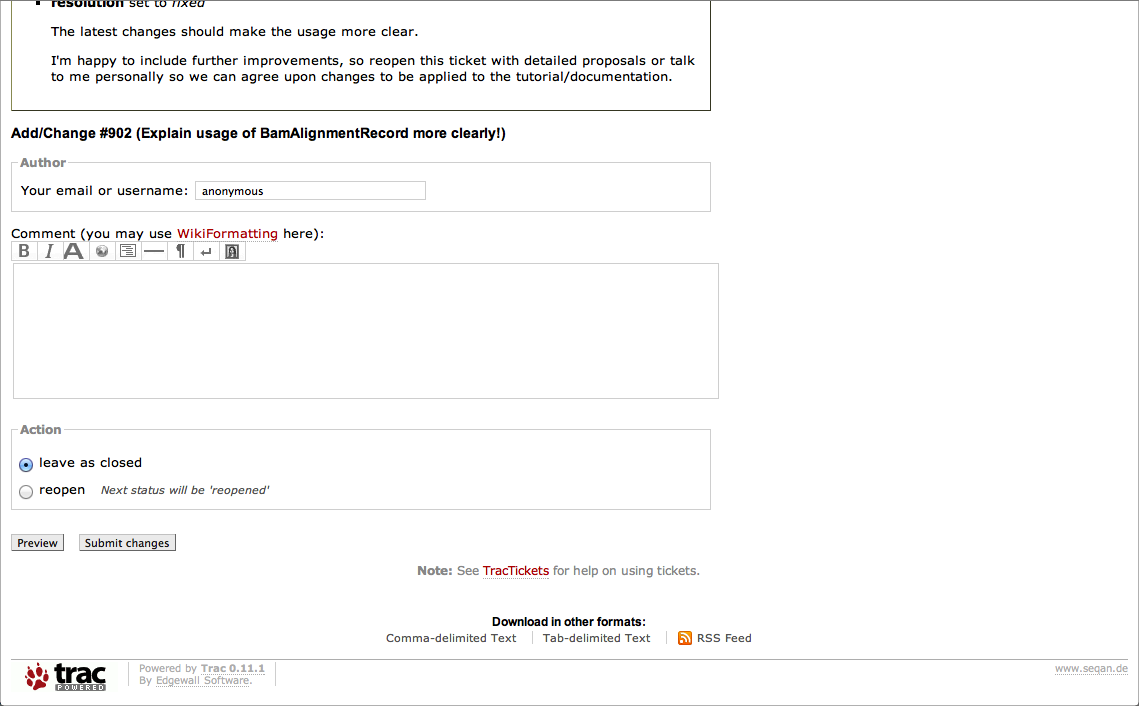 resolution set to fixed
The latest changes should make the usage more clear.
I'm happy to include further improvements, so reopen this ticket with detailed proposals or talk
to me personally so we can agree upon changes to be applied to the tutorial/documentation.
Add/Change #902 (Explain usage of BamAlignmentRecord more clearly!)
Author
Your email or username: anonymous
Comment (you may use WikiFormatting here):
B I A ¶
Action
leave as closed
reopen Next status will be 'reopened'
Preview Submit changes
Note: See TracTickets for help on using tickets.
Download in other formats:
Comma-delimited Text Tab-delimited Text RSS Feed
trac
POWERED
Powered by Trac 0.11.1
By Edgewall Software.
www.seqan.de